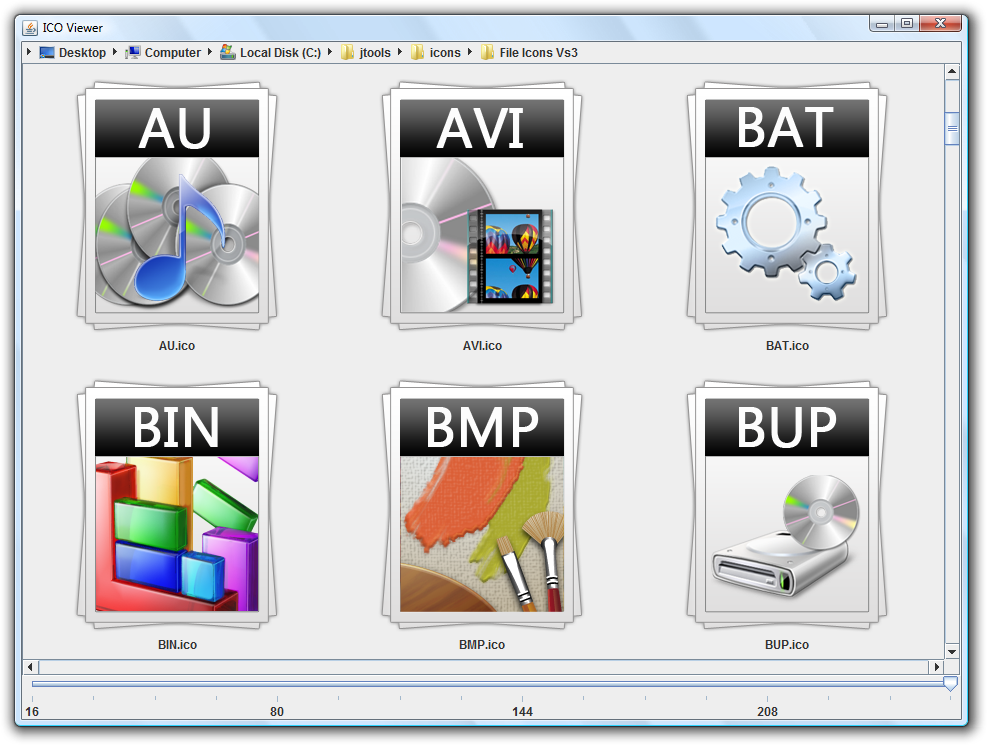 ICO Viewer
Desktop Computer Local Disk (C:) jtools icons File Icons Vs3
AU AVI BAT
AU.ico AVI.ico BAT.ico
BIN BMP BUP
BIN.ico BMP.ico BUP.ico
16 80 144 208